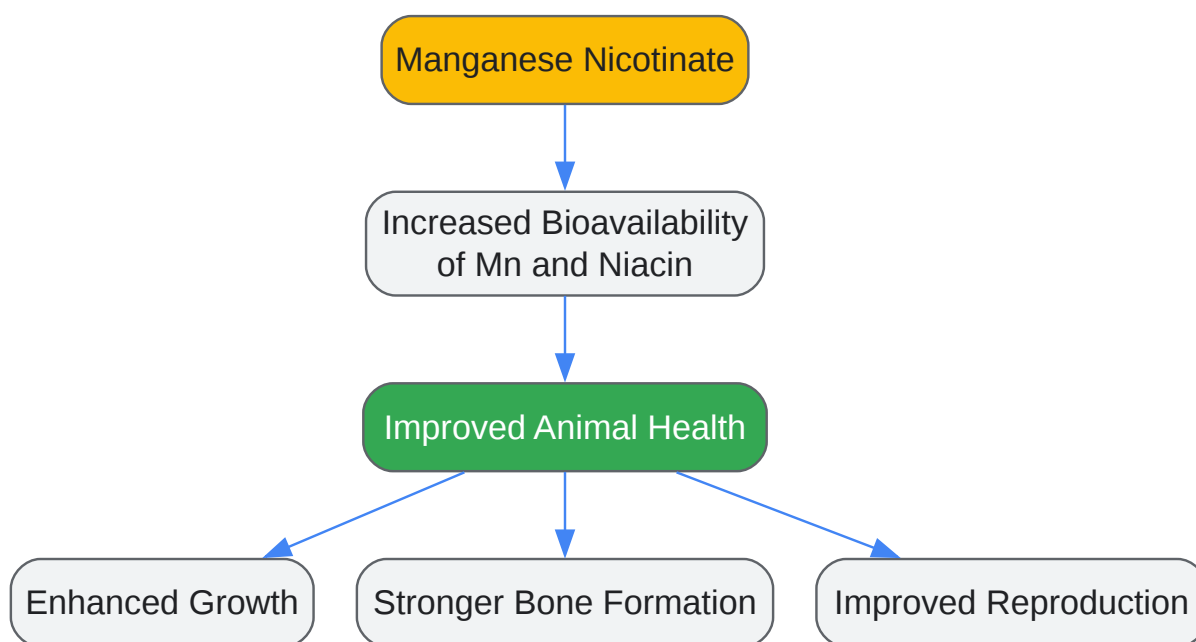 Manganese Nicotinate
Increased Bioavailability
of Mn and Niacin
Improved Animal Health
Enhanced Growth
Stronger Bone Formation
Improved Reproduction